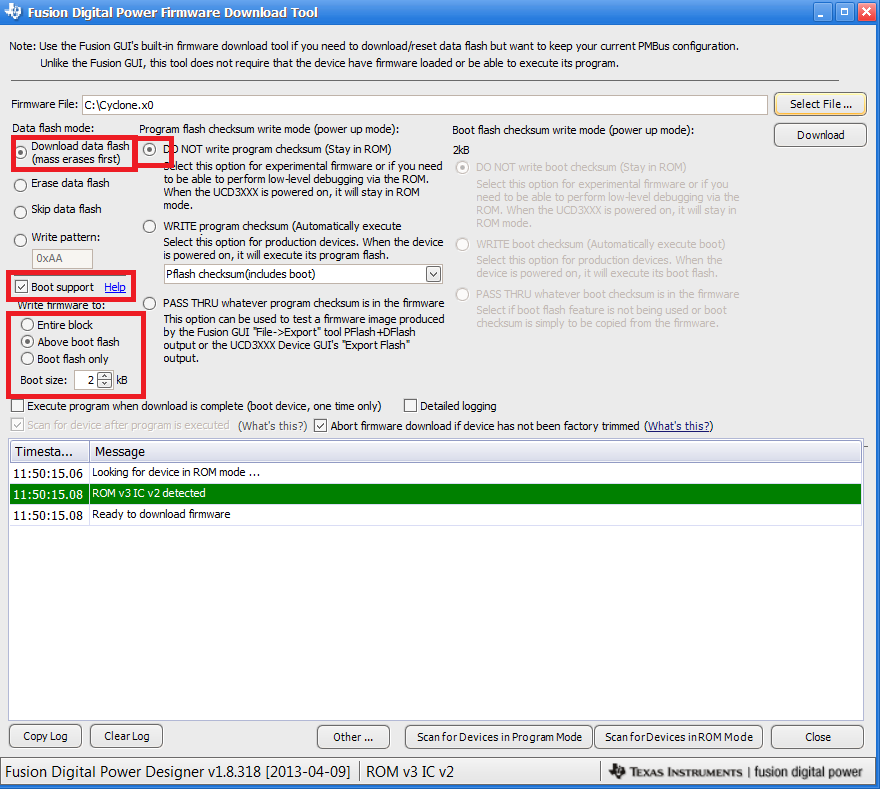 Fusion Digital Power Firmware Download Tool
Note: Use the Fusion GUI's built-in firmware download tool if you need to download/reset data flash but want to keep your current PMBus configuration.
Unlike the Fusion GUI, this tool does not require that the device have firmware loaded or be able to execute its program.
Firmware File: C:\Cyclone.x0
Select File ...
Download
Data flash mode:
Download data flash
(mass erases first)
Erase data flash
Skip data flash
Write pattern:
0xAA
Boot support Help
Write firmware to:
Entire block
Above boot flash
Boot flash only
Boot size: 2 kB
Program flash checksum write mode (power up mode):
DO NOT write program checksum (Stay in ROM)
Select this option for experimental firmware or if you need
to be able to perform low-level debugging via the ROM.
When the UCD3XXX is powered on, it will stay in ROM
mode.
WRITE program checksum (Automatically execute
Select this option for production devices. When the device
is powered on, it will execute its program flash.
Pflash checksum(includes boot)
PASS THRU whatever program checksum is in the firmware
This option can be used to test a firmware image produced
by the Fusion GUI "File->Export" tool PFlash+DFlash
output or the UCD3XXX Device GUI's "Export Flash"
output.
Boot flash checksum write mode (power up mode):
2kB
DO NOT write boot checksum (Stay in ROM)
Select this option for experimental firmware or if you
need to be able to perform low-level debugging via the
ROM. When the UCD3XXX is powered on, it will stay in
ROM mode.
WRITE boot checksum (Automatically execute boot)
Select this option for production devices. When the
device is powered on, it will execute its boot flash.
PASS THRU whatever boot checksum is in the firmware
Select if boot flash feature is not being used or boot
checksum is simply to be copied from the firmware.
Execute program when download is complete (boot device, one time only) Detailed logging
Scan for device after program is executed (What's this?) Abort firmware download if device has not been factory trimmed (What's this?)
Timesta... Message
11:50:15.06 Looking for device in ROM mode ...
11:50:15.08 ROM v3 IC v2 detected
11:50:15.08 Ready to download firmware
Copy Log Clear Log Other ... Scan for Devices in Program Mode Scan for Devices in ROM Mode Close
Fusion Digital Power Designer v1.8.318 [2013-04-09] ROM v3 IC v2 TEXAS INSTRUMENTS | fusion digital power